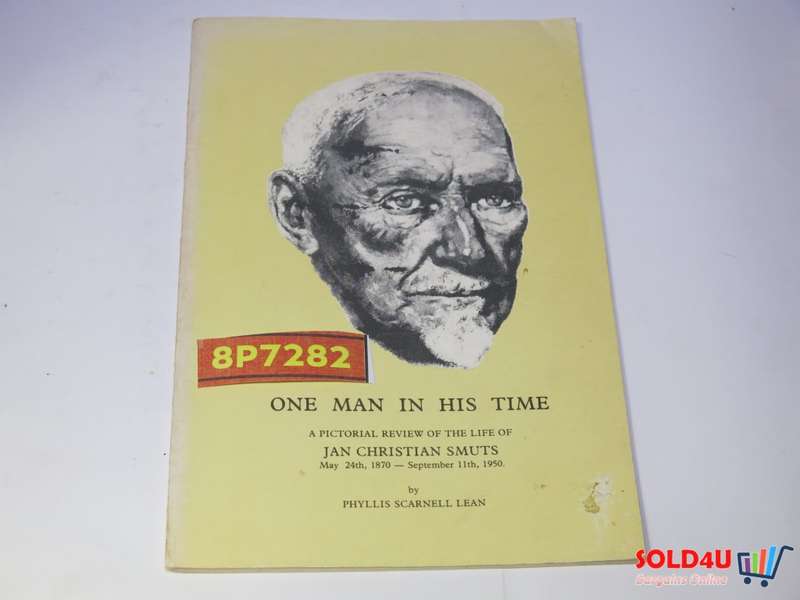 8P7282
ONE MAN IN HIS TIME
A PICTORIAL REVIEW OF THE LIFE OF
JAN CHRISTIAN SMUTS
May 24th, 1870 — September 11th, 1950.
by
PHYLLIS SCARNELL LEAN
SOLD4U
Bargains Online